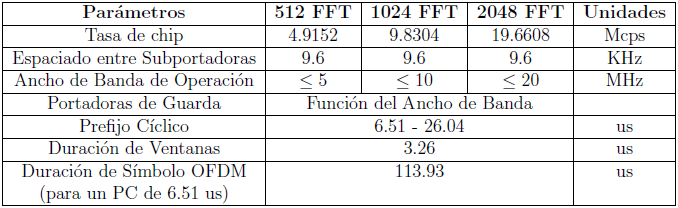 Parámetros 512 FFT 1024 FFT 2048 FFT Unidades
Tasa de chip 4.9152 9.8304 19.6608 Mcps
Espaciado entre Subportadoras 9.6 9.6 9.6 KHz
Ancho de Banda de Operación ≤ 5 ≤ 10 ≤ 20 MHz
Portadoras de Guarda Función del Ancho de Banda
Prefijo Cíclico 6.51 - 26.04 us
Duración de Ventanas 3.26 us
Duración de Símbolo OFDM 113.93 us
(para un PC de 6.51 us)